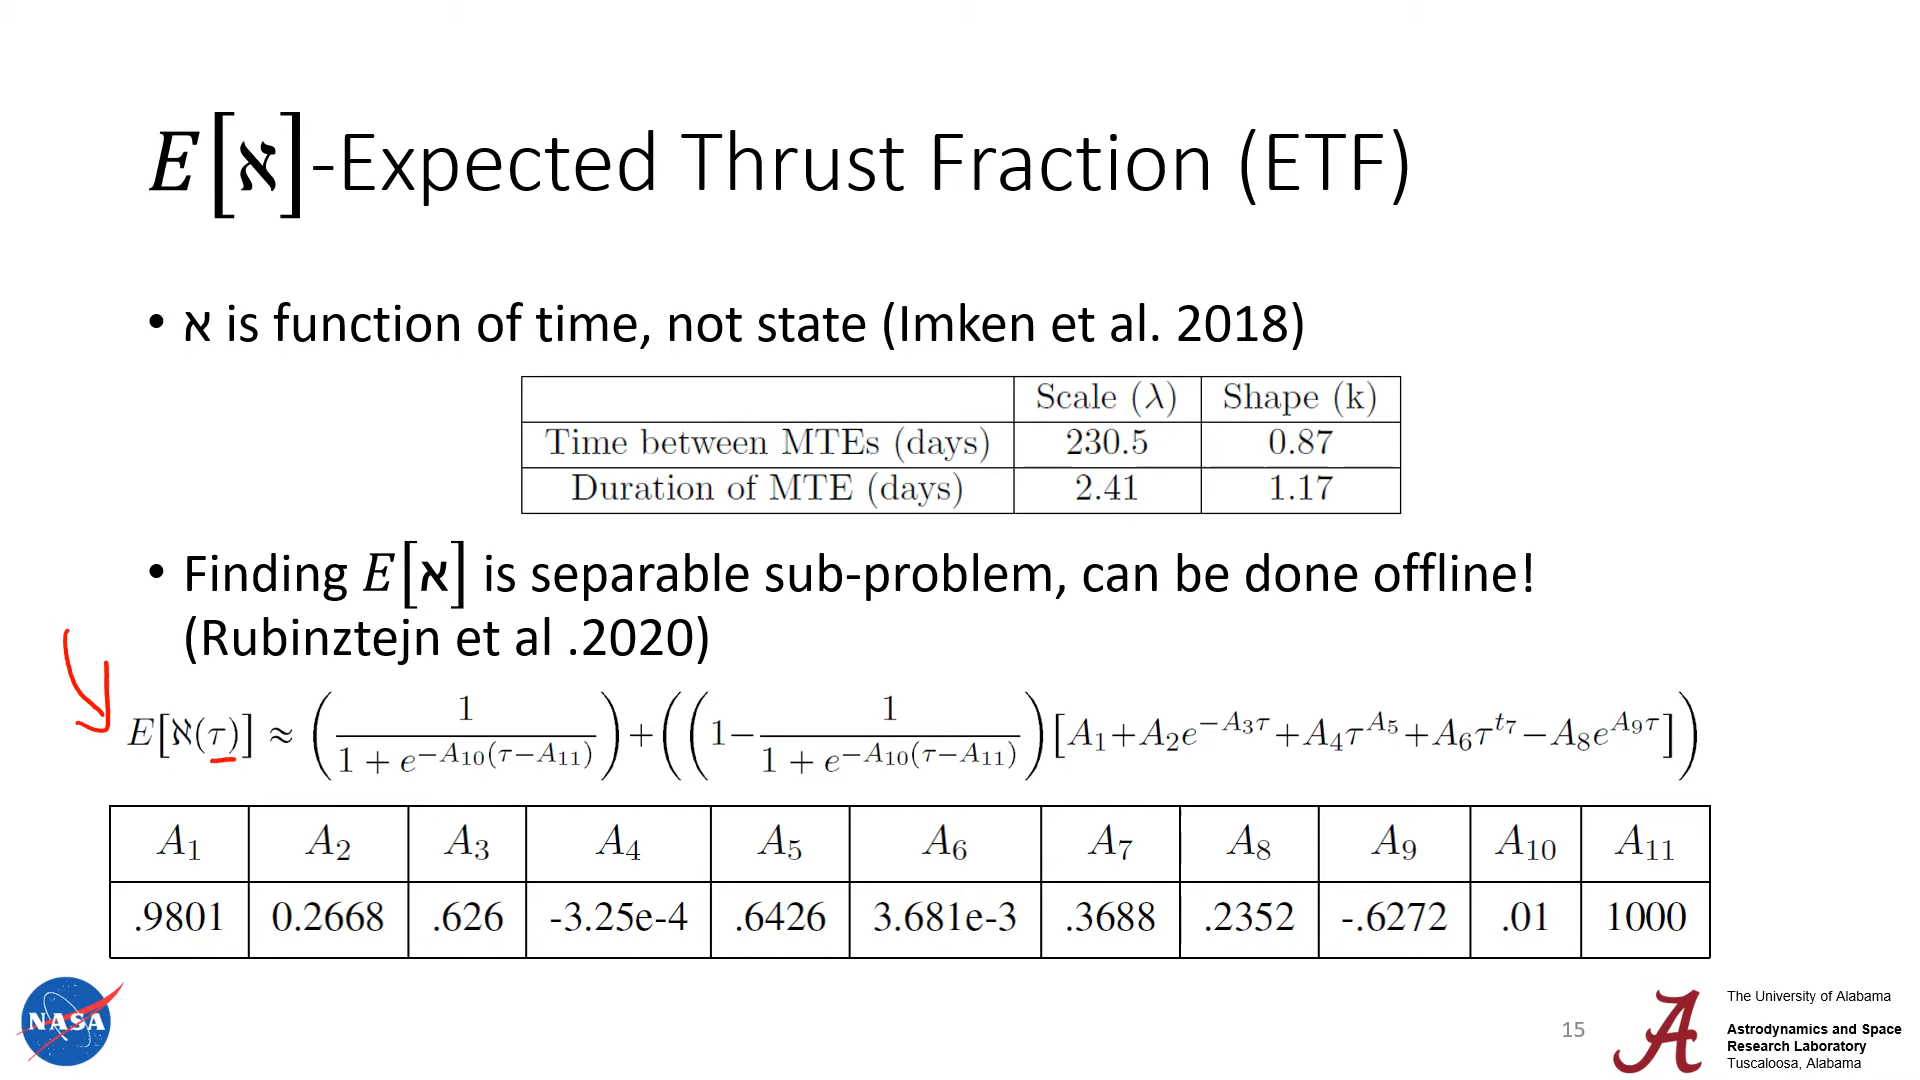 E[ℵ]-Expected Thrust Fraction (ETF)
• ℵ is function of time, not state (Imken et al. 2018)
Scale (λ) Shape (k)
Time between MTEs (days) 230.5 0.87
Duration of MTE (days) 2.41 1.17
• Finding E[ℵ] is separable sub-problem, can be done offline!
(Rubinztejn et al .2020)
E[ℵ(τ)] ≈ (1/(1 + e^{−A₁₀(τ−A₁₁)})) + ((1 − 1/(1 + e^{−A₁₀(τ−A₁₁)}))[A₁+A₂e^{−A₃τ}+A₄τ^{A₅}+A₆τ^{t₇}−A₈e^{A₉τ}])
A₁ A₂ A₃ A₄ A₅ A₆ A₇ A₈ A₉ A₁₀ A₁₁
.9801 0.2668 .626 -3.25e-4 .6426 3.681e-3 .3688 .2352 -.6272 .01 1000
NASA
15
A
The University of Alabama
Astrodynamics and Space
Research Laboratory
Tuscaloosa, Alabama